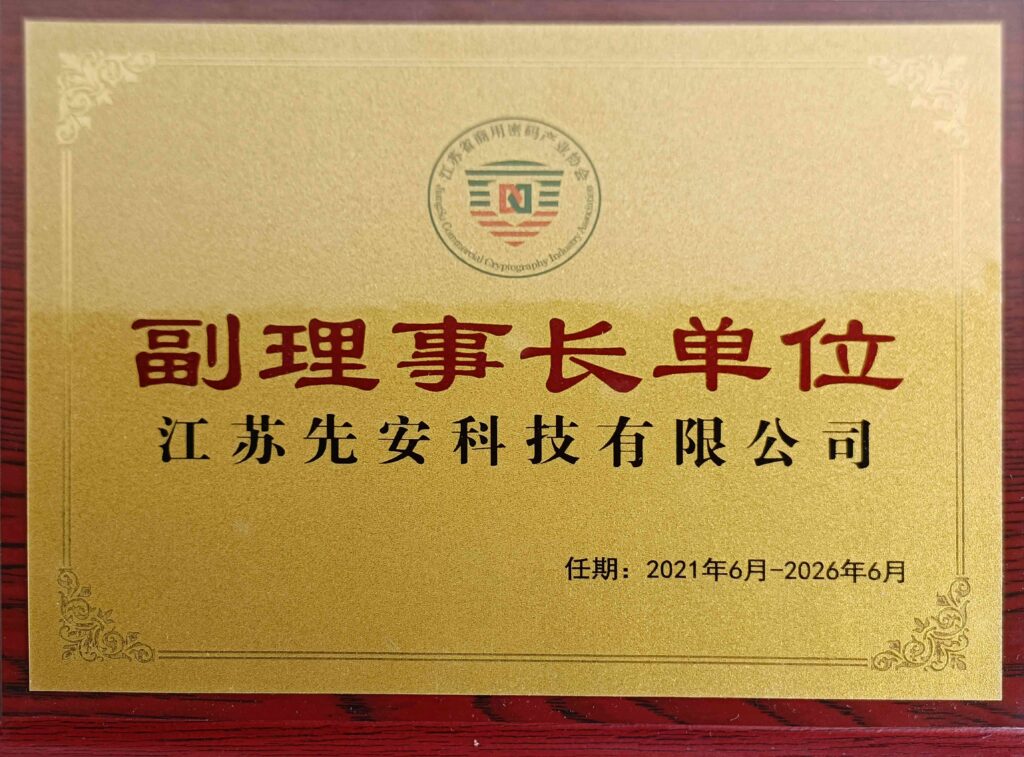 江苏省商用密码产业协会
Jiangsu Commercial Cryptography Industry Association
副理事长单位
江苏先安科技有限公司
任期：2021年6月-2026年6月